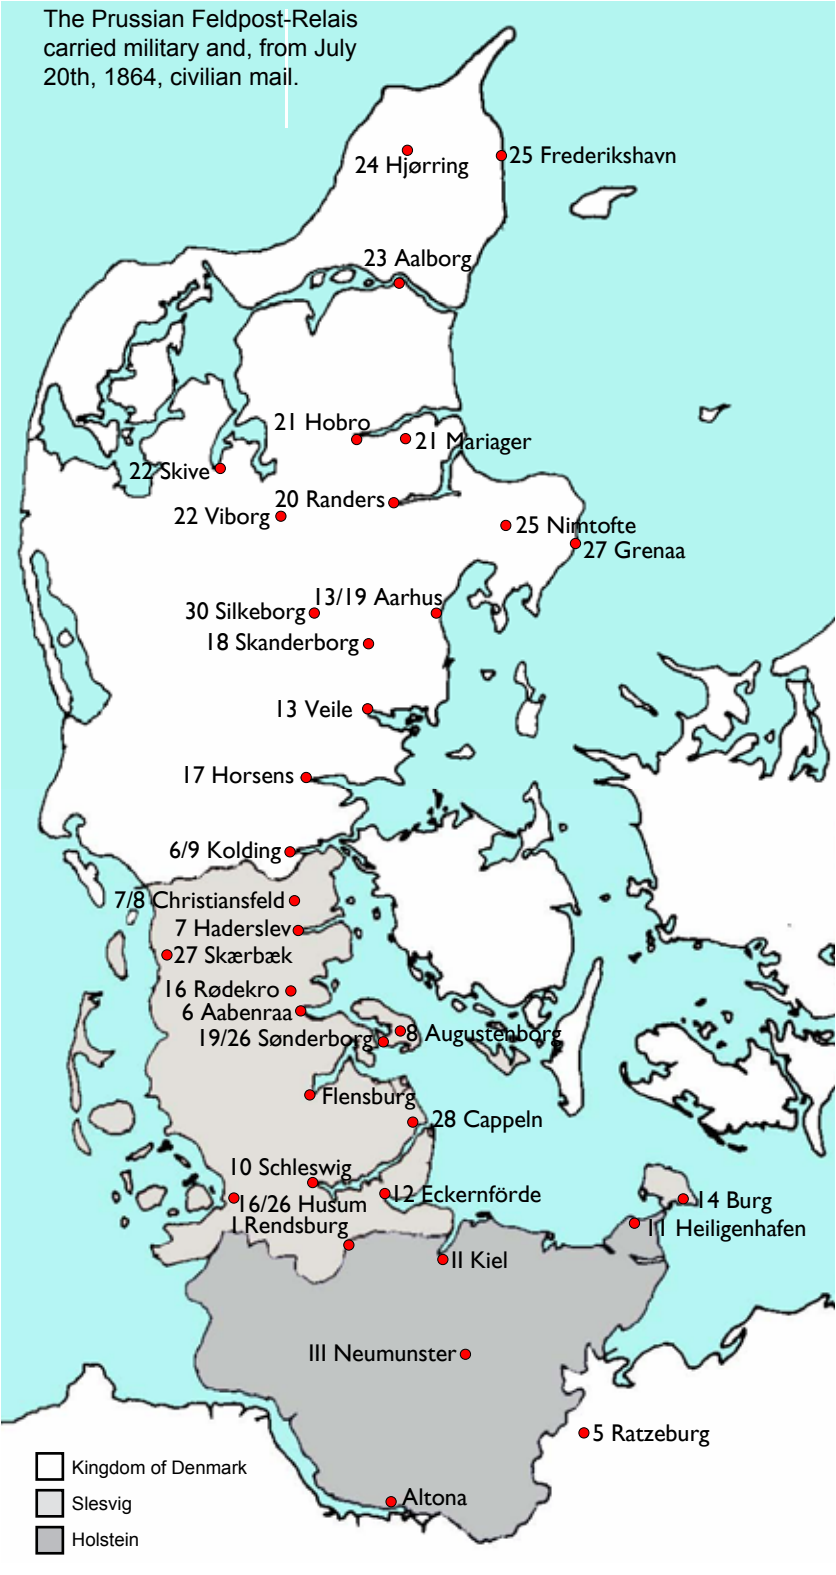 The Prussian Feldpost-Relais
carried military and, from July
20th, 1864, civilian mail.
24 Hjørring
25 Frederikshavn
23 Aalborg
21 Hobro
21 Mariager
22 Skive
20 Randers
22 Viborg
25 Nimtofte
27 Grenaa
13/19 Aarhus
30 Silkeborg
18 Skanderborg
13 Veile
17 Horsens
6/9 Kolding
7/8 Christiansfeld
7 Haderslev
27 Skærbæk
16 Rødekro
6 Aabenraa
19/26 Sønderborg
8 Augustenborg
Flensburg
28 Cappeln
10 Schleswig
12 Eckernförde
16/26 Husum
14 Burg
I Rendsburg
11 Heiligenhafen
II Kiel
III Neumunster
5 Ratzeburg
Altona
Kingdom of Denmark
Slesvig
Holstein